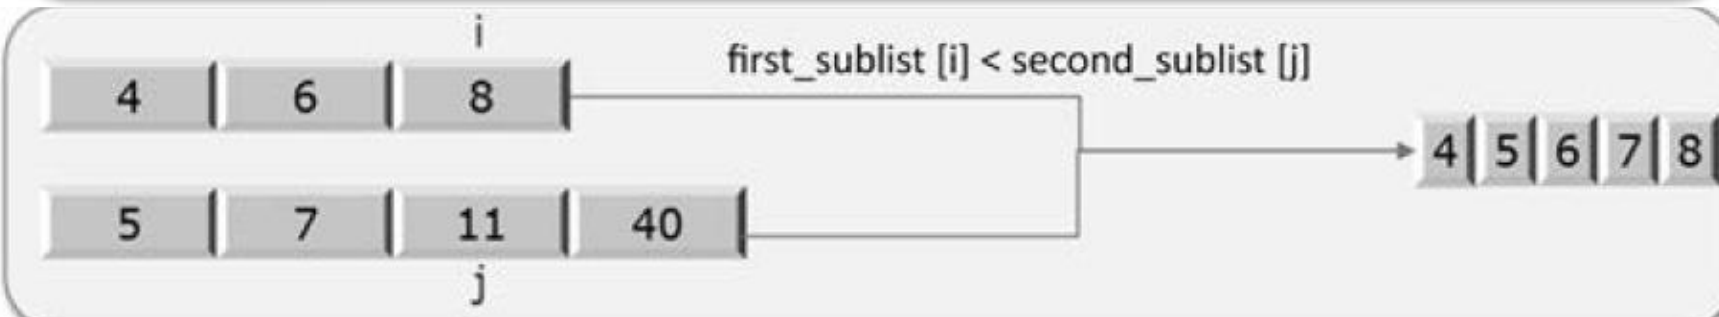 i
first_sublist [i] < second_sublist [j]
4 6 8
4 5 6 7 8
5 7 11 40
j